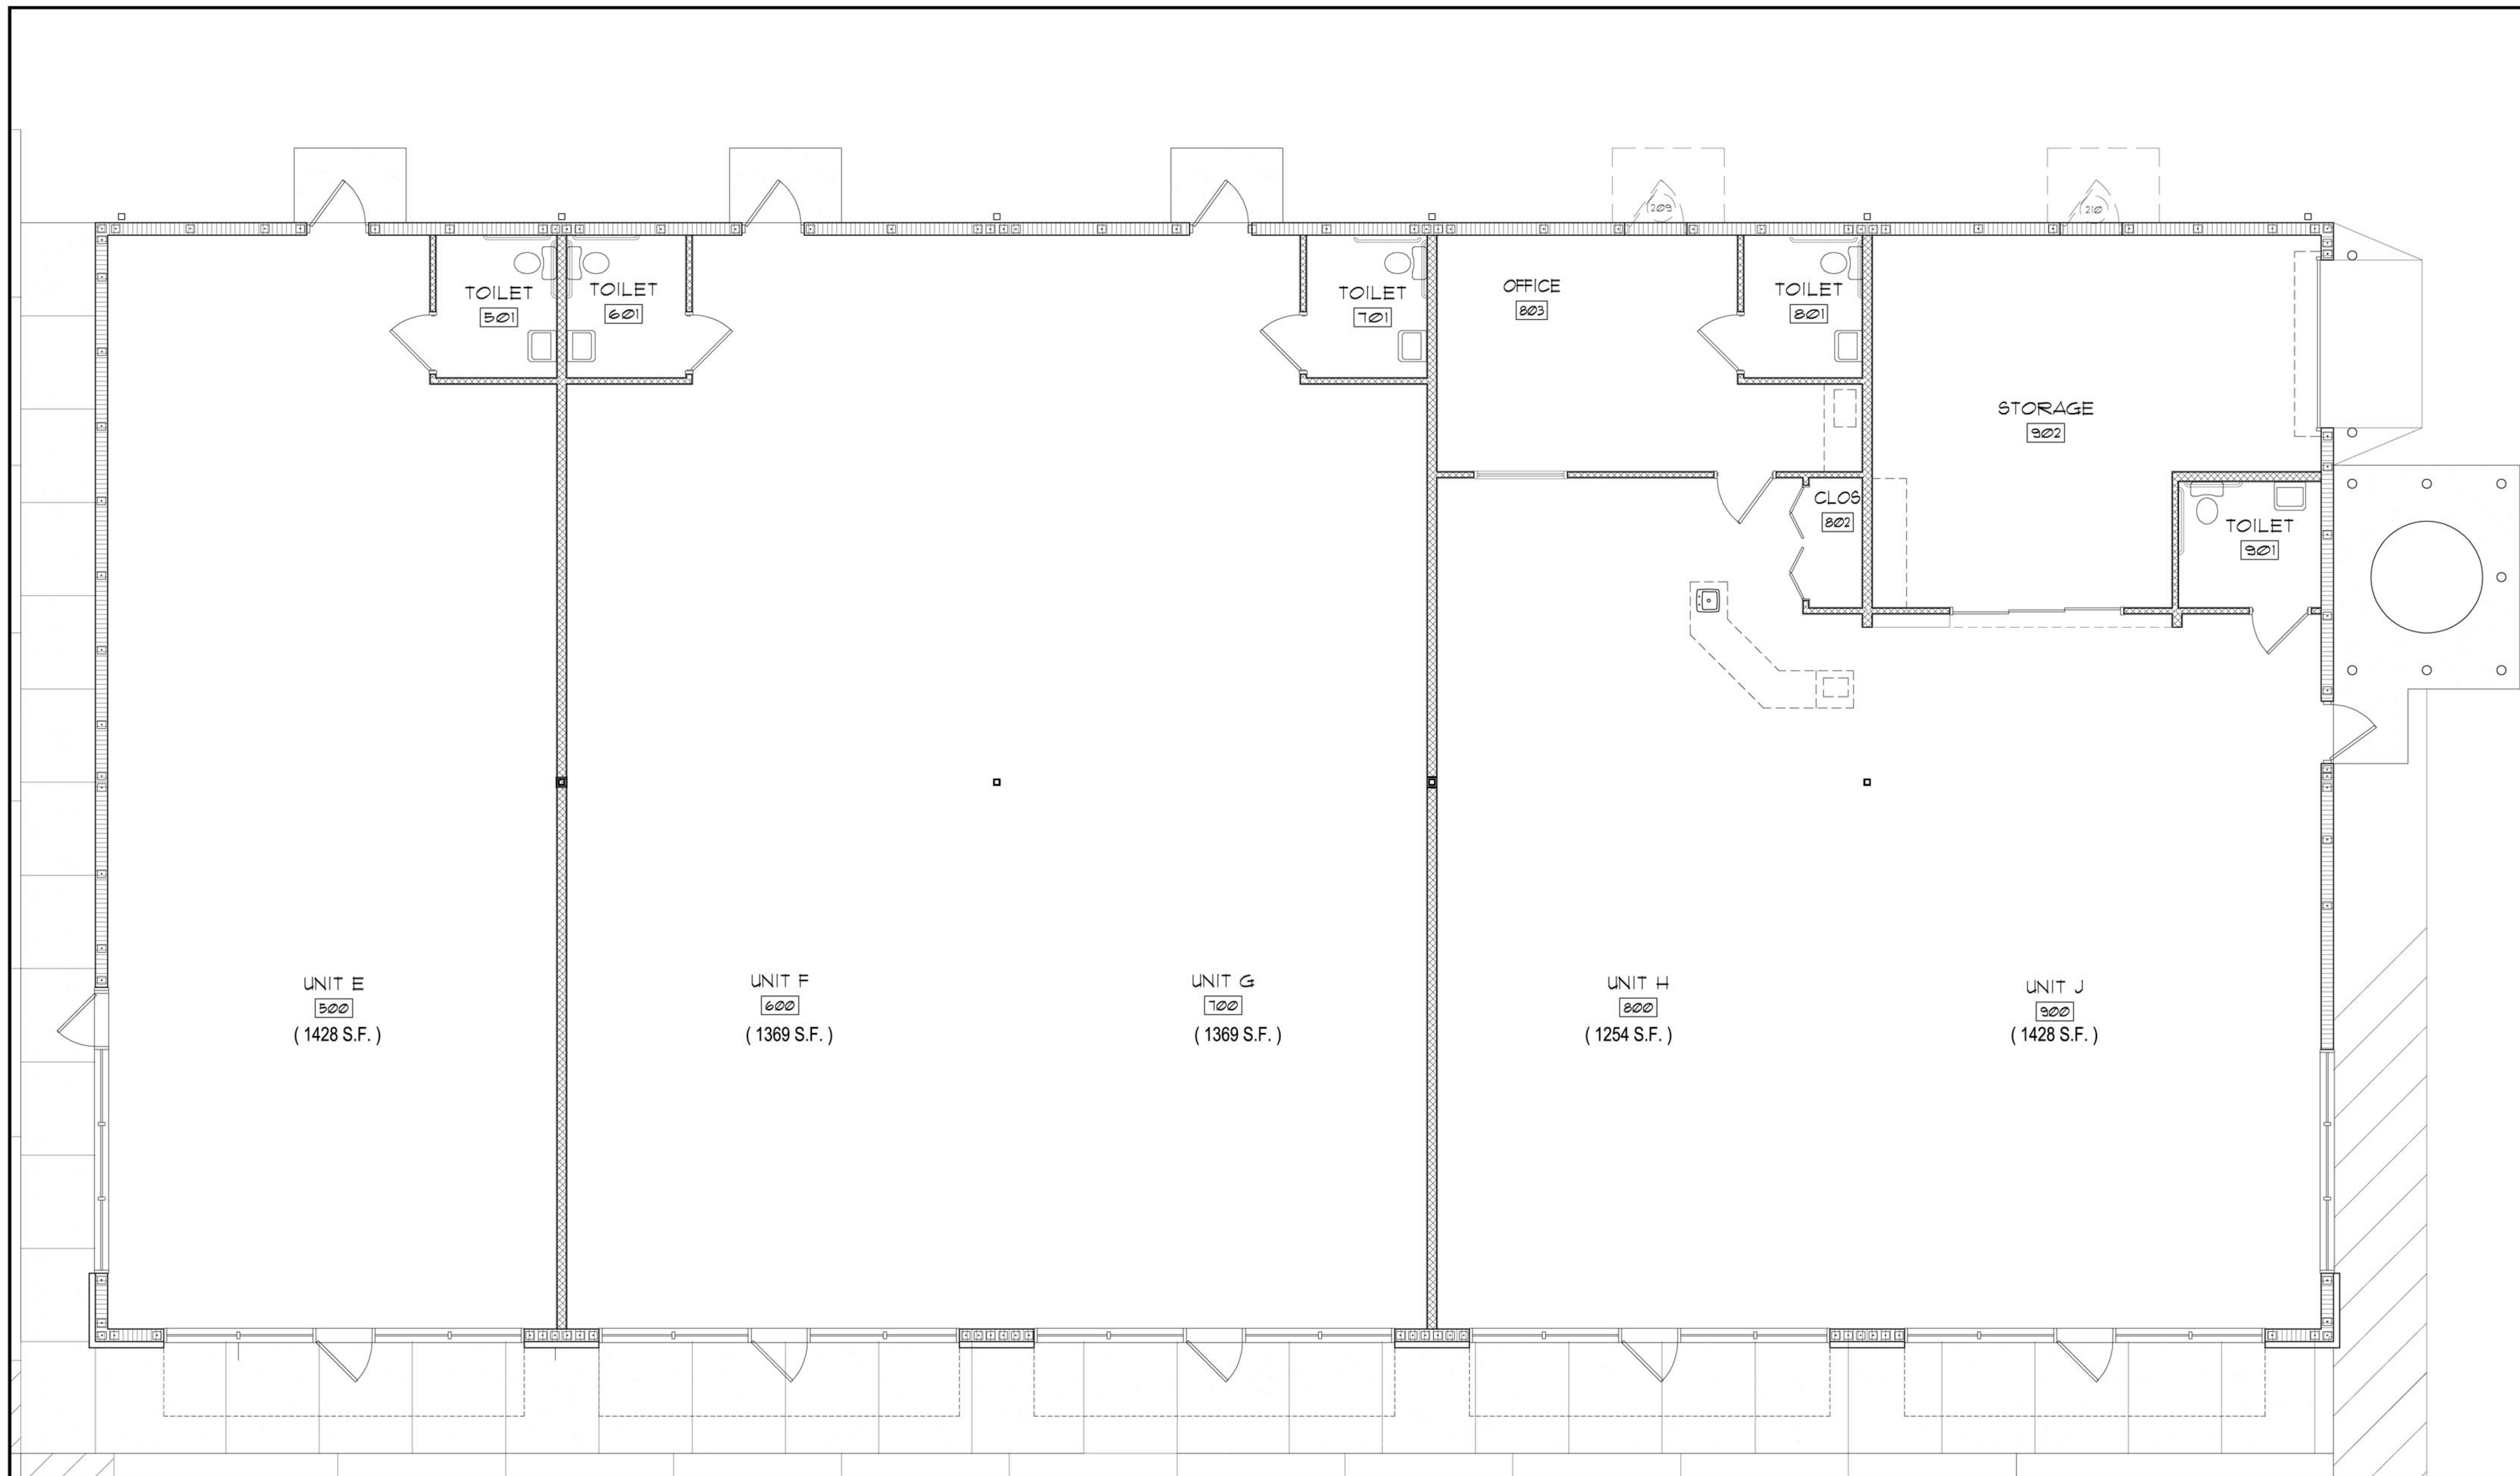 209
210
TOILET
501
TOILET
601
TOILET
701
OFFICE
803
TOILET
801
STORAGE
902
CLOS
802
TOILET
901
UNIT E
500
( 1428 S.F. )
UNIT F
600
( 1369 S.F. )
UNIT G
700
( 1369 S.F. )
UNIT H
800
( 1254 S.F. )
UNIT J
900
( 1428 S.F. )